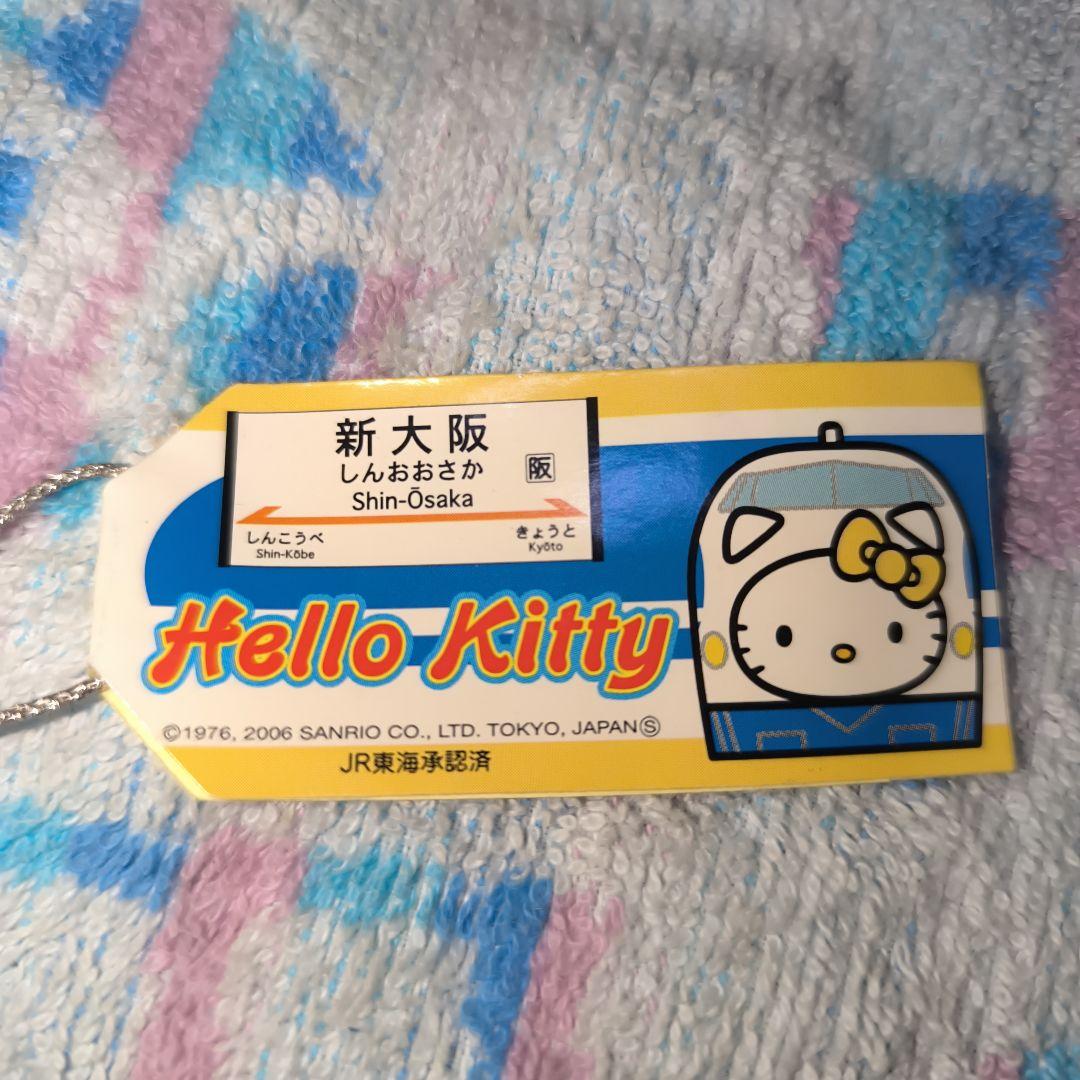 新大阪
しんおおさか
阪
Shin-Ōsaka
しんこうべ
Shin-Kōbe
きょうと
Kyōto
Hello Kitty
©1976, 2006 SANRIO CO., LTD. TOKYO, JAPANⓈ
JR東海承認済